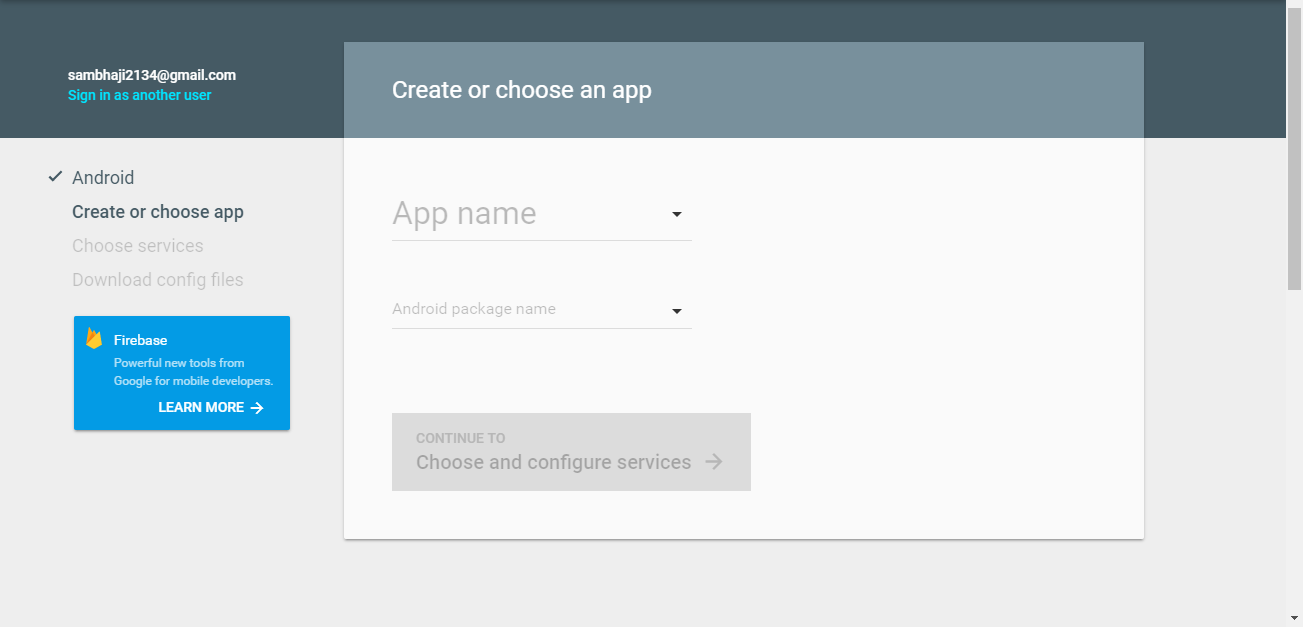 sambhaji2134@gmail.com
Sign in as another user
Create or choose an app
Android
Create or choose app
Choose services
Download config files
Firebase
Powerful new tools from
Google for mobile developers.
LEARN MORE
App name
Android package name
CONTINUE TO
Choose and configure services